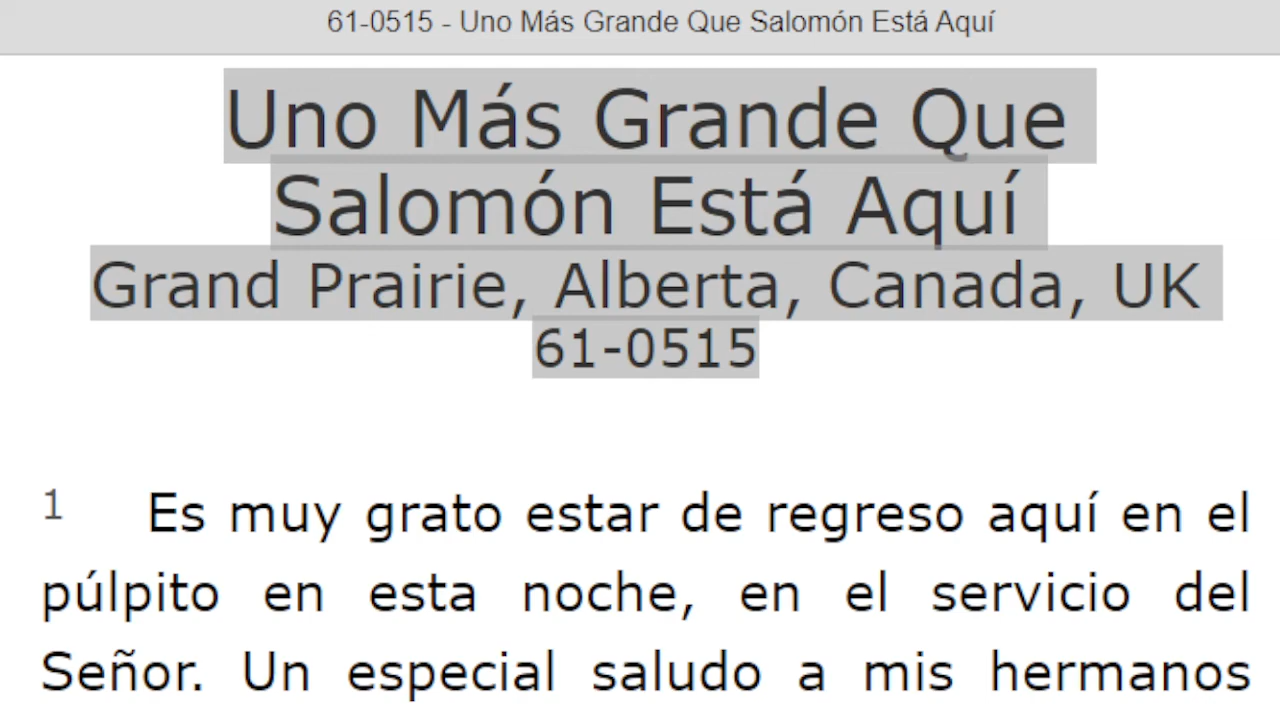 61-0515 - Uno Más Grande Que Salomón Está Aquí
Uno Más Grande Que
Salomón Está Aquí
Grand Prairie, Alberta, Canada, UK
61-0515
1 Es muy grato estar de regreso aquí en el
púlpito en esta noche, en el servicio del
Señor. Un especial saludo a mis hermanos